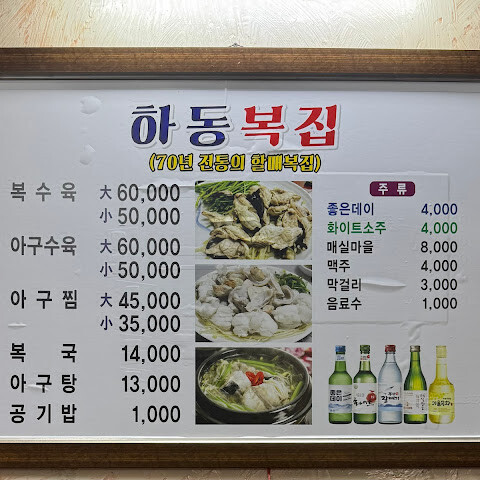 하동복집
(70년 전통의 할매복집)
복수육 大 60,000
小 50,000
아구수육 大 60,000
小 50,000
아구찜 大 45,000
小 35,000
복국 14,000
아구탕 13,000
공기밥 1,000
주류
좋은데이 4,000
화이트소주 4,000
매실마을 8,000
맥주 4,000
막걸리 3,000
음료수 1,000
좋은
데이